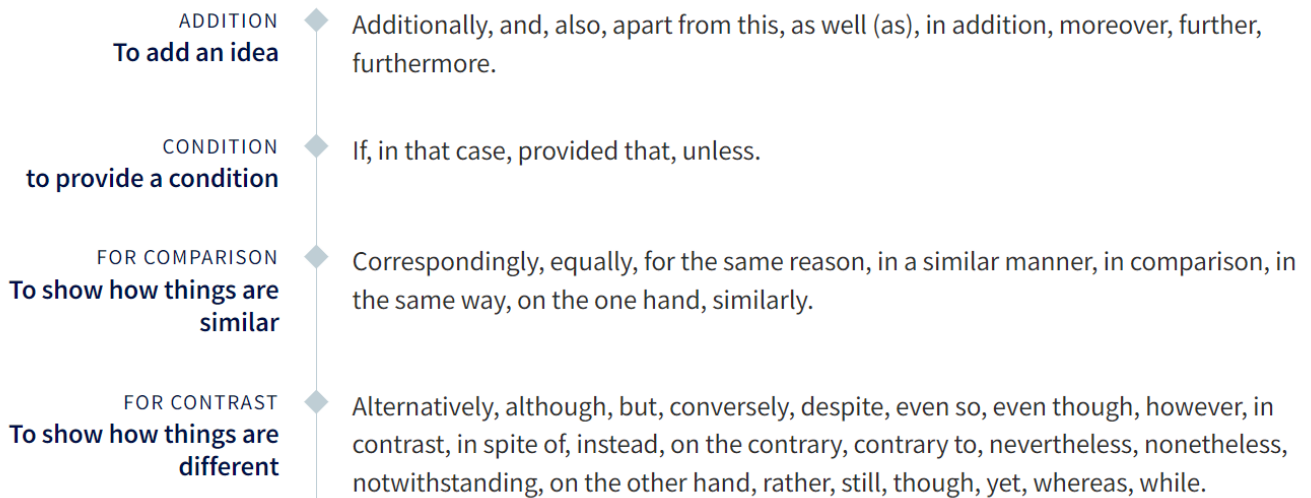 ADDITION
To add an idea
Additionally, and, also, apart from this, as well (as), in addition, moreover, further,
furthermore.
CONDITION
to provide a condition
If, in that case, provided that, unless.
FOR COMPARISON
To show how things are
similar
Correspondingly, equally, for the same reason, in a similar manner, in comparison, in
the same way, on the one hand, similarly.
FOR CONTRAST
To show how things are
different
Alternatively, although, but, conversely, despite, even so, even though, however, in
contrast, in spite of, instead, on the contrary, contrary to, nevertheless, nonetheless,
notwithstanding, on the other hand, rather, still, though, yet, whereas, while.